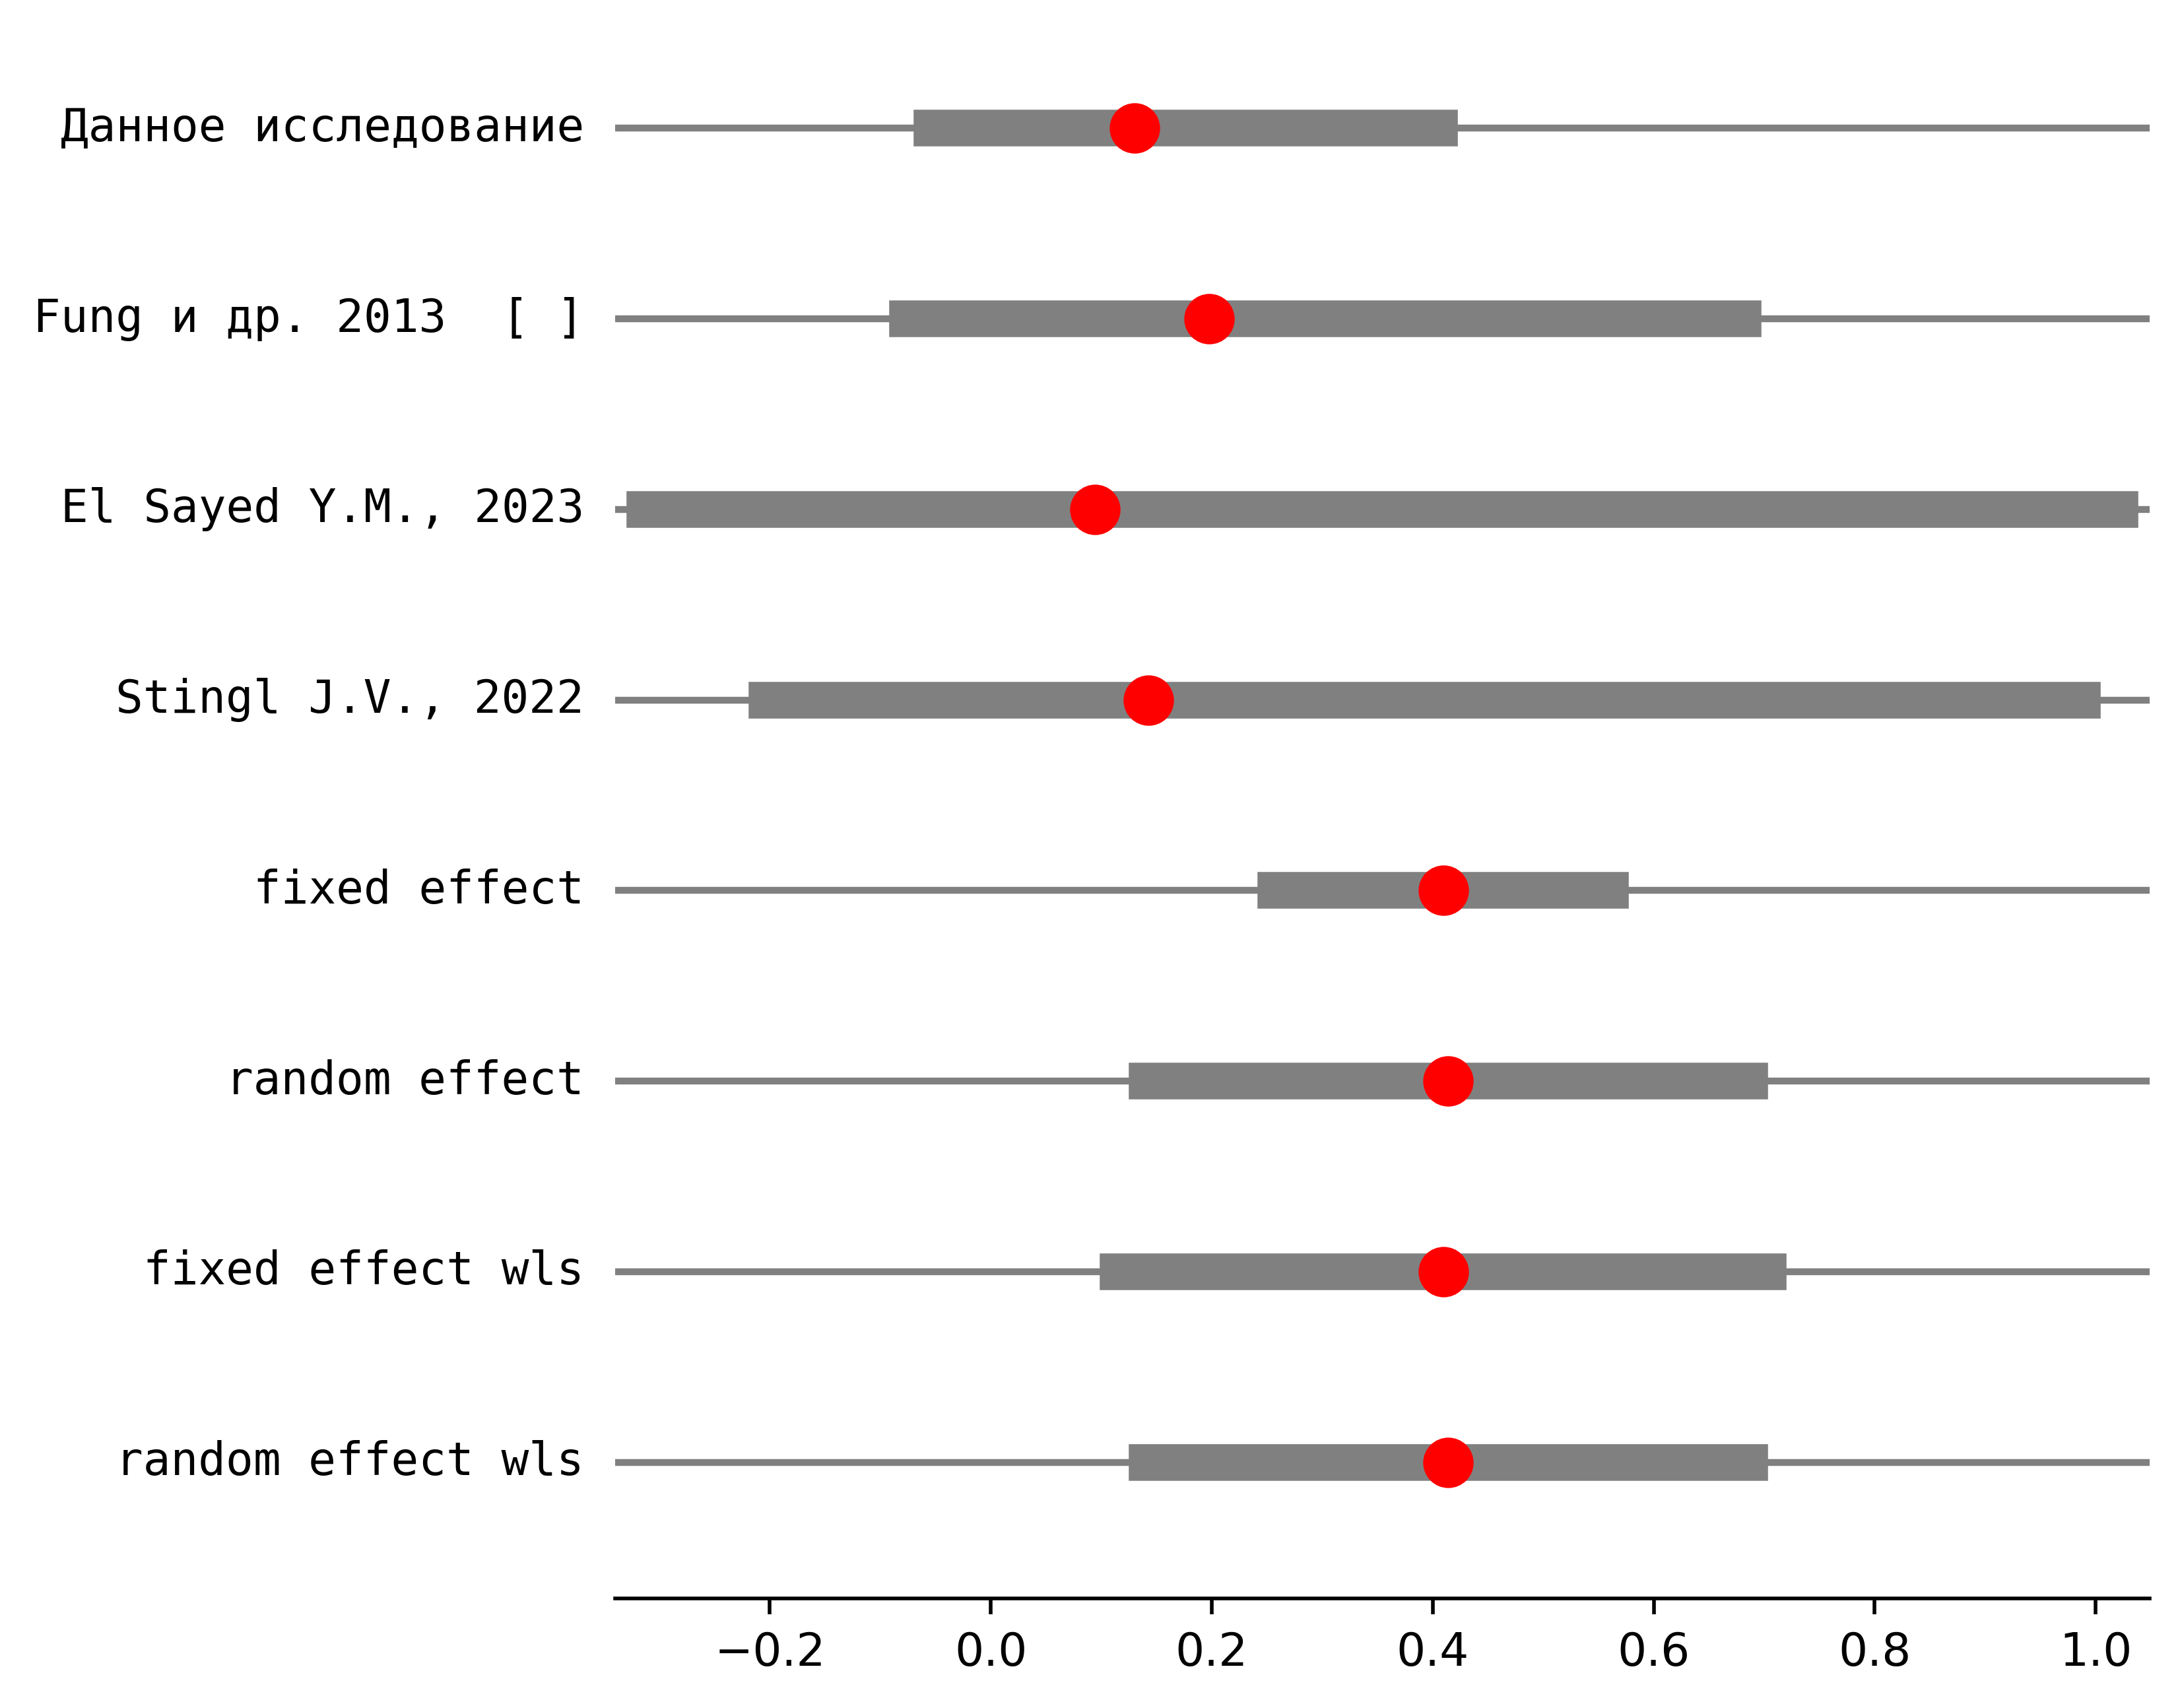 Данное исследование
Fung и др. 2013  [ ]
El Sayed Y.M., 2023
Stingl J.V., 2022
fixed effect
random effect
fixed effect wls
random effect wls
−0.2 0.0 0.2 0.4 0.6 0.8 1.0